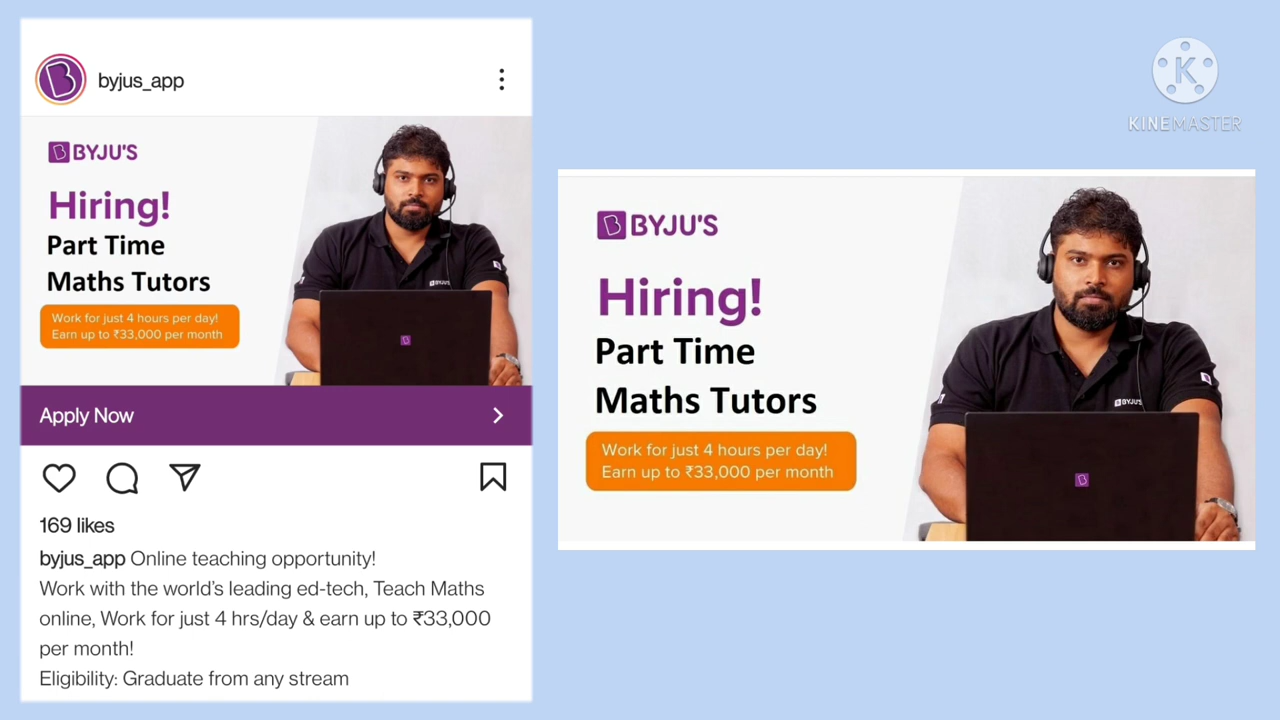 byjus_app
BYJU'S
Hiring!
Part Time
Maths Tutors
Work for just 4 hours per day!
Earn up to ₹33,000 per month
BYJU'S
Apply Now
169 likes
byjus_app Online teaching opportunity!
Work with the world's leading ed-tech, Teach Maths
online, Work for just 4 hrs/day & earn up to ₹33,000
per month!
Eligibility: Graduate from any stream
K
KINEMASTER
BYJU'S
Hiring!
Part Time
Maths Tutors
Work for just 4 hours per day!
Earn up to ₹33,000 per month
BYJU'S